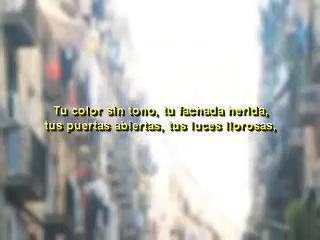 Tu color sin tono, tu fachada herida,
tus puertas abiertas, tus luces llorosas,